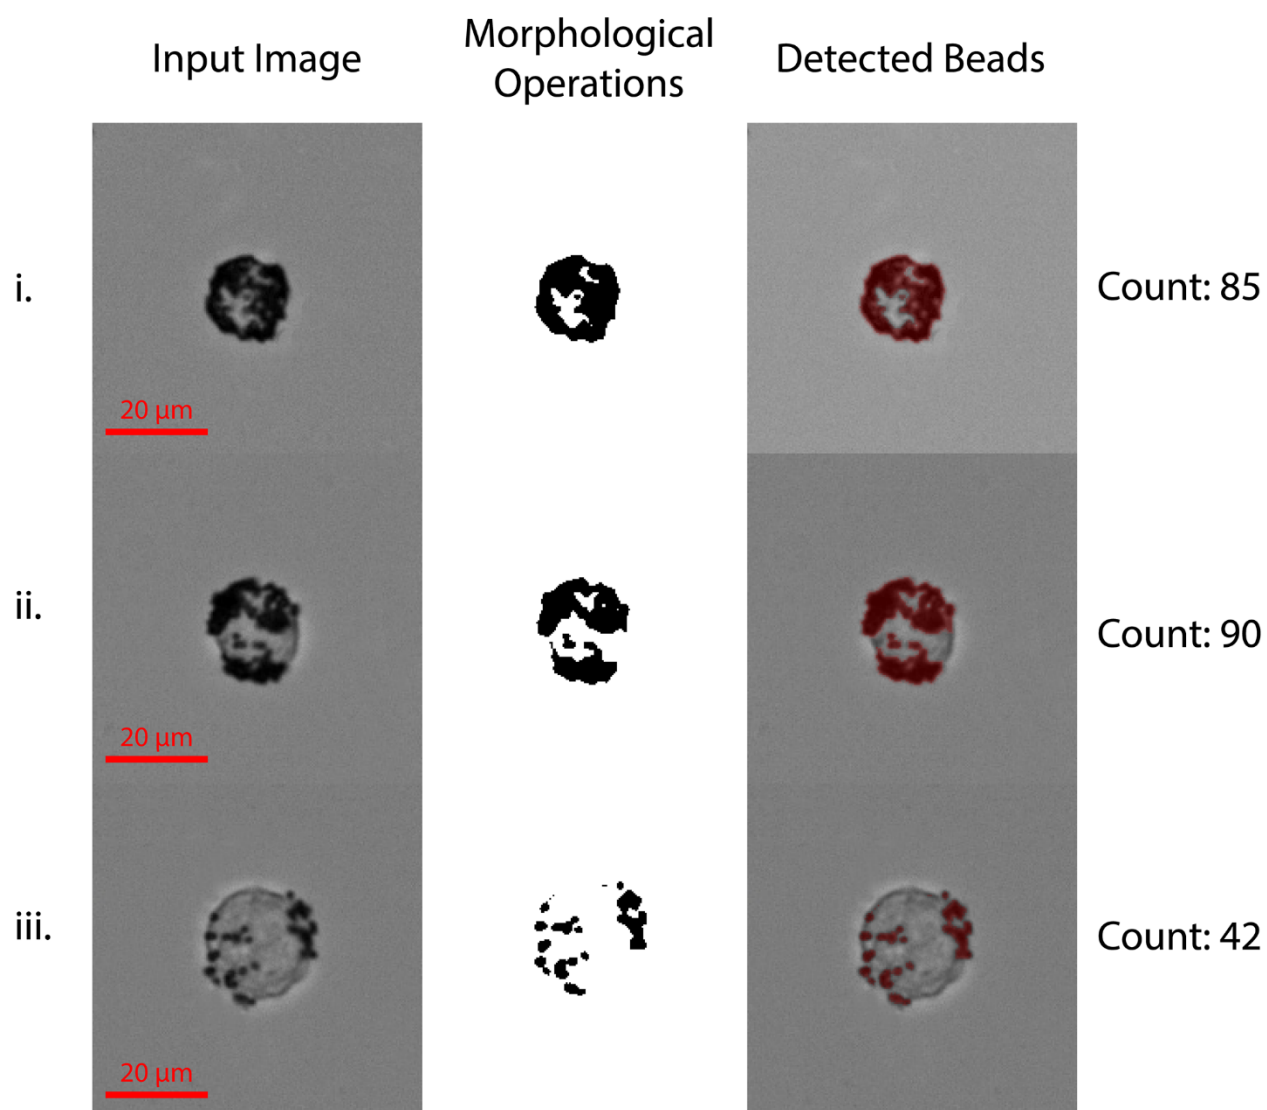 Input Image
Morphological
Operations
Detected Beads
i.
20 µm
Count: 85
ii.
20 µm
Count: 90
iii.
20 µm
Count: 42